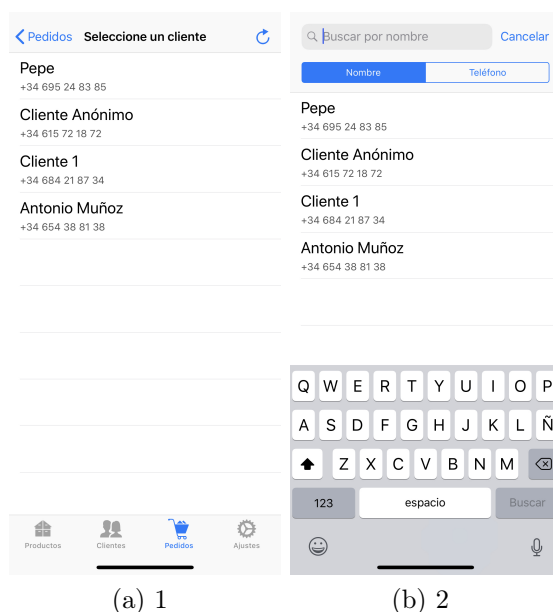 Pedidos Seleccione un cliente
Pepe
+34 695 24 83 85
Cliente Anónimo
+34 615 72 18 72
Cliente 1
+34 684 21 87 34
Antonio Muñoz
+34 654 38 81 38
Productos Clientes Pedidos Ajustes
(a) 1
Buscar por nombre Cancelar
Nombre Teléfono
Pepe
+34 695 24 83 85
Cliente Anónimo
+34 615 72 18 72
Cliente 1
+34 684 21 87 34
Antonio Muñoz
+34 654 38 81 38
Q W E R T Y U I O P
A S D F G H J K L Ñ
Z X C V B N M
123 espacio Buscar
(b) 2